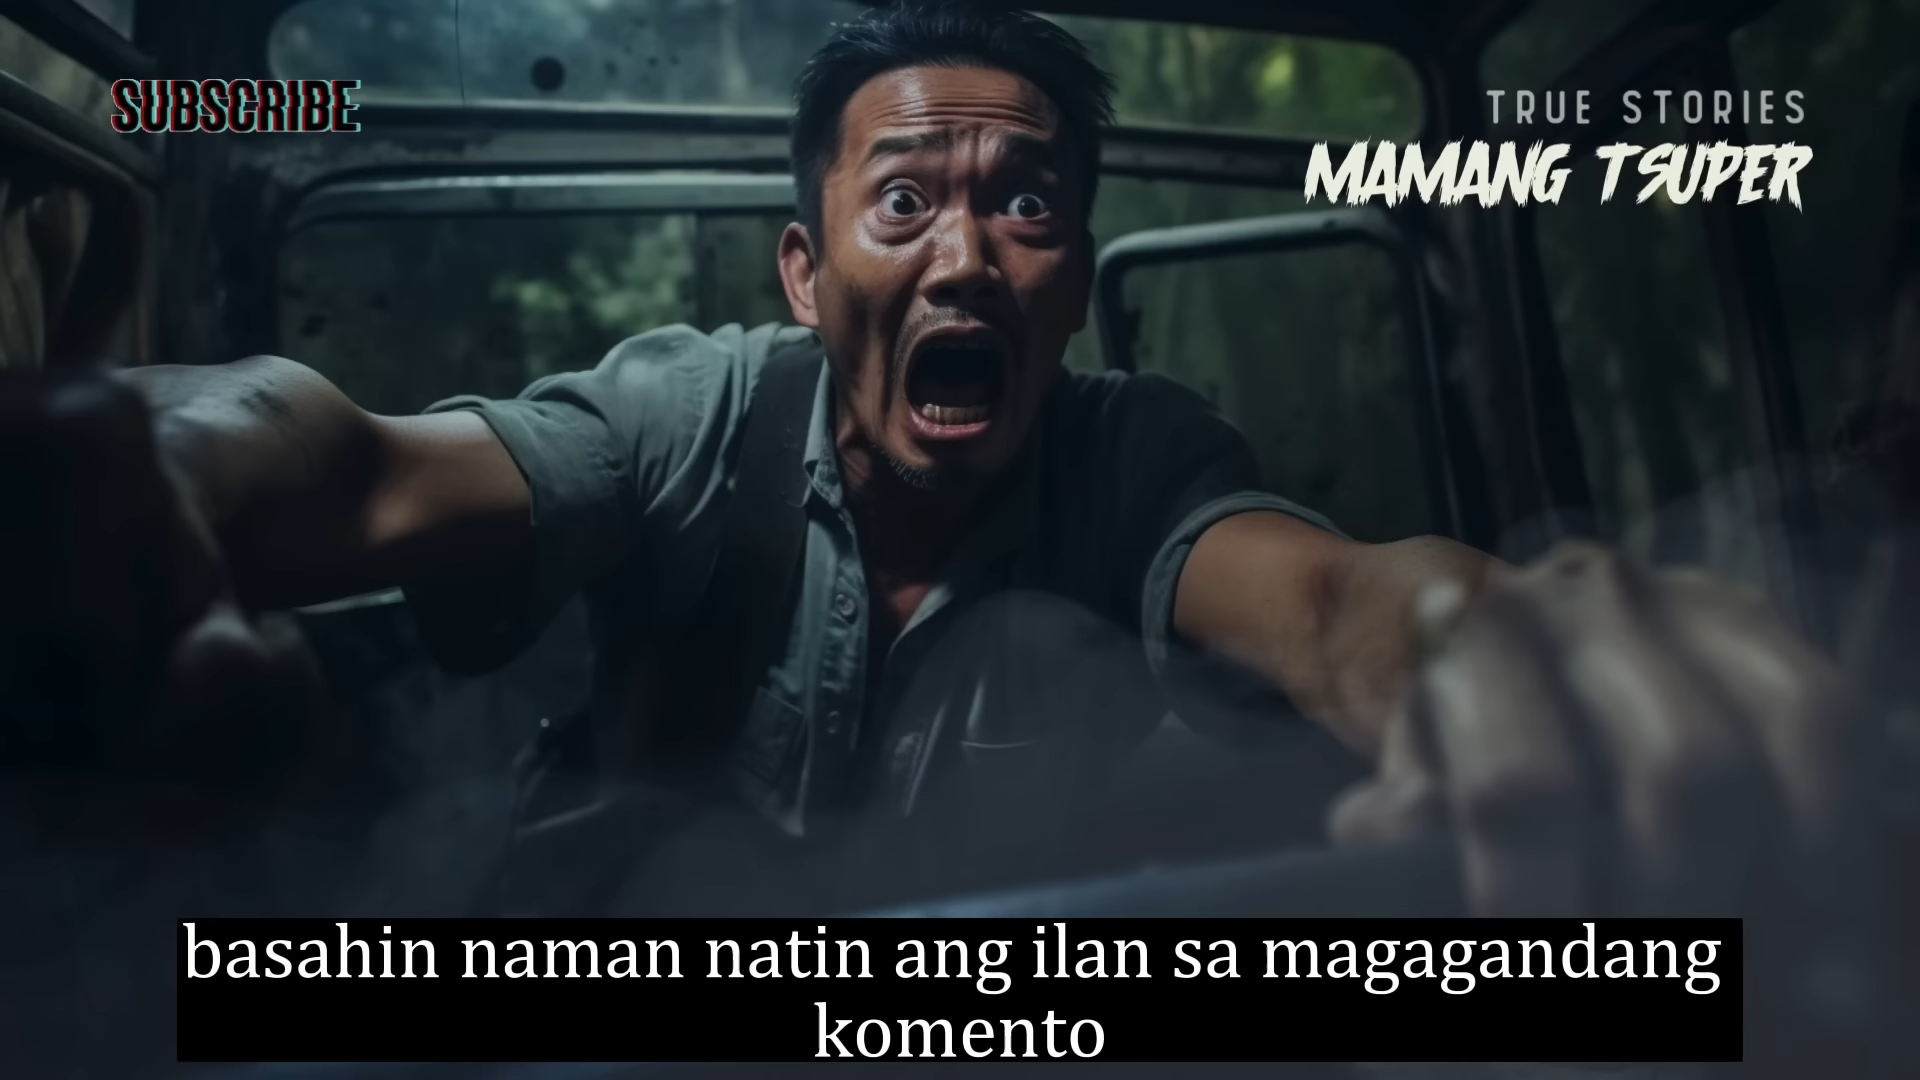 SUBSCRIBE
TRUE STORIES
MAMANG TSUPER
basahin naman natin ang ilan sa magagandang
komento